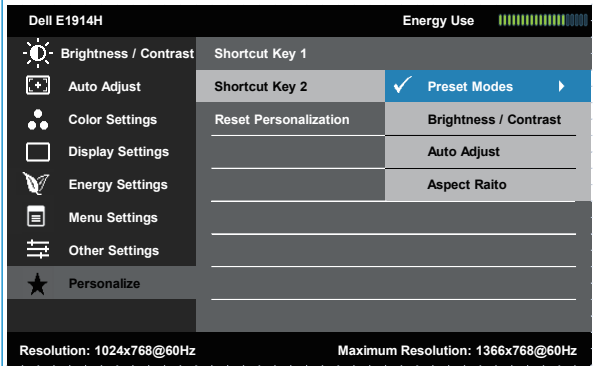 Dell E1914H Energy Use
Brightness / Contrast Shortcut Key 1
Auto Adjust Shortcut Key 2 Preset Modes
Color Settings Reset Personalization Brightness / Contrast
Display Settings Auto Adjust
Energy Settings Aspect Raito
Menu Settings
Other Settings
Personalize
Resolution: 1024x768@60Hz Maximum Resolution: 1366x768@60Hz